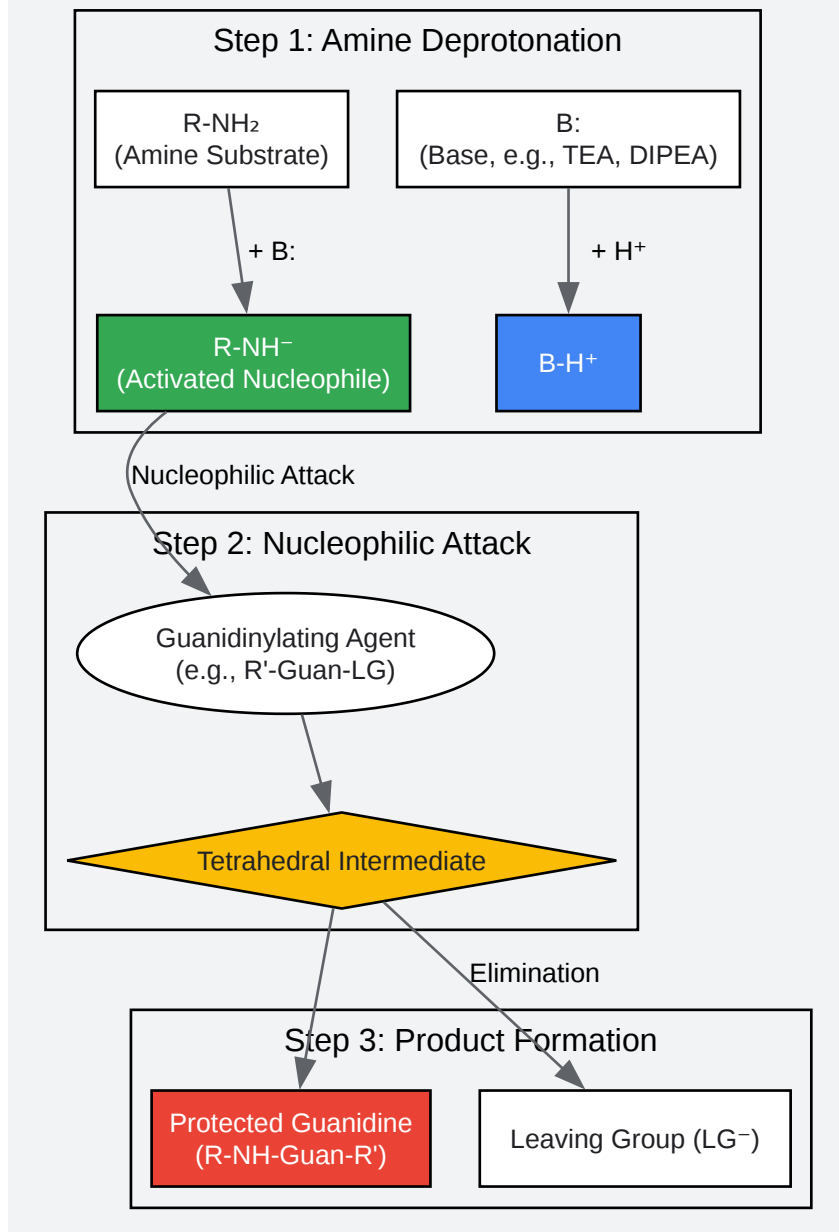 Step 1: Amine Deprotonation
R-NH₂
(Amine Substrate)
B:
(Base, e.g., TEA, DIPEA)
+ B:
+ H⁺
R-NH⁻
(Activated Nucleophile)
B-H⁺
Nucleophilic Attack
Step 2: Nucleophilic Attack
Guanidinylating Agent
(e.g., R'-Guan-LG)
Tetrahedral Intermediate
Elimination
Step 3: Product Formation
Protected Guanidine
(R-NH-Guan-R')
Leaving Group (LG⁻)